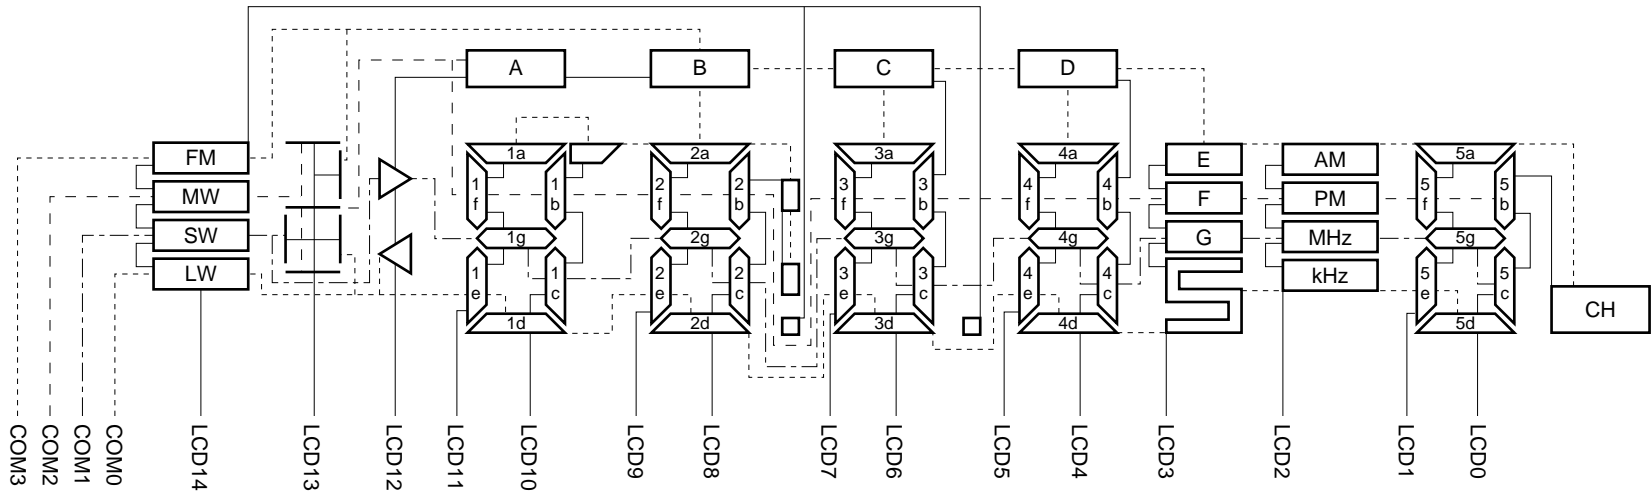 A B C D
FM MW SW LW
1a 1f 1b 1g 1e 1c 1d
2a 2f 2b 2g 2e 2c 2d
3a 3f 3b 3g 3e 3c 3d
4a 4f 4b 4g 4e 4c 4d
E F G
AM PM MHz kHz
5a 5f 5b 5g 5e 5c 5d
CH
COM3 COM2 COM1 COM0 LCD14 LCD13 LCD12 LCD11 LCD10 LCD9 LCD8 LCD7 LCD6 LCD5 LCD4 LCD3 LCD2 LCD1 LCD0